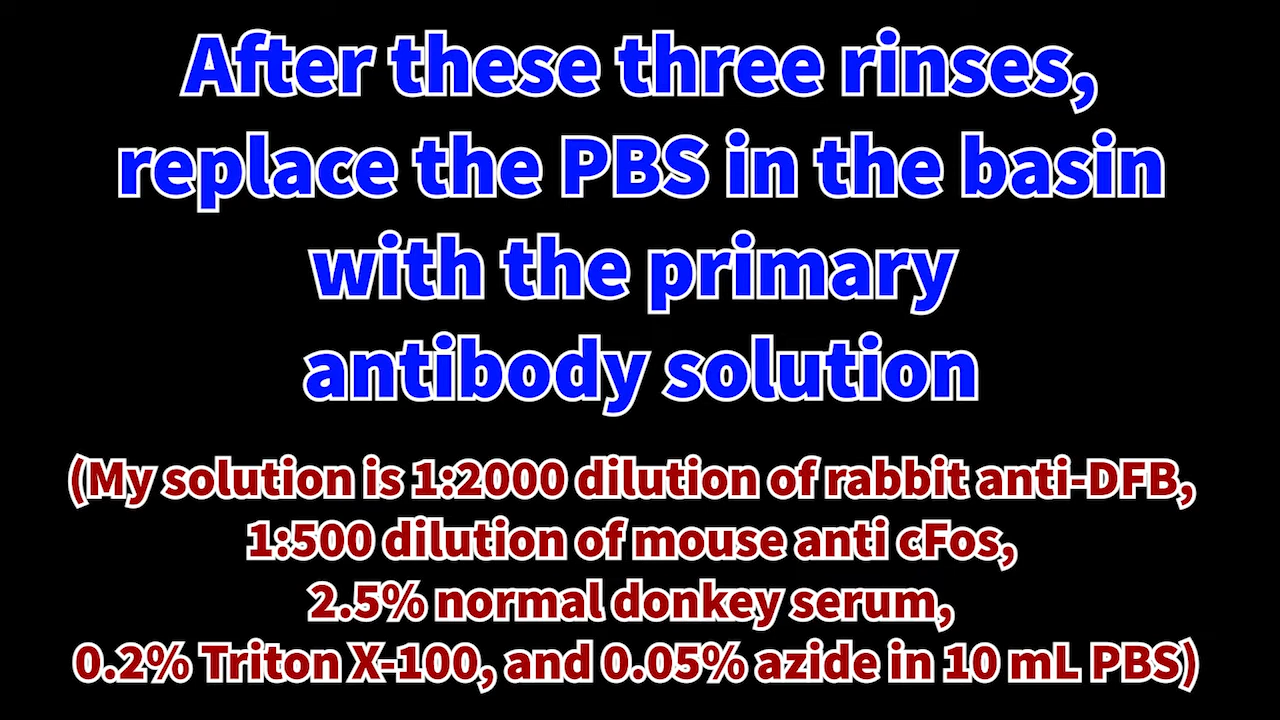 After these three rinses,
replace the PBS in the basin
with the primary
antibody solution
(My solution is 1:2000 dilution of rabbit anti-DFB,
1:500 dilution of mouse anti cFos,
2.5% normal donkey serum,
0.2% Triton X-100, and 0.05% azide in 10 mL PBS)